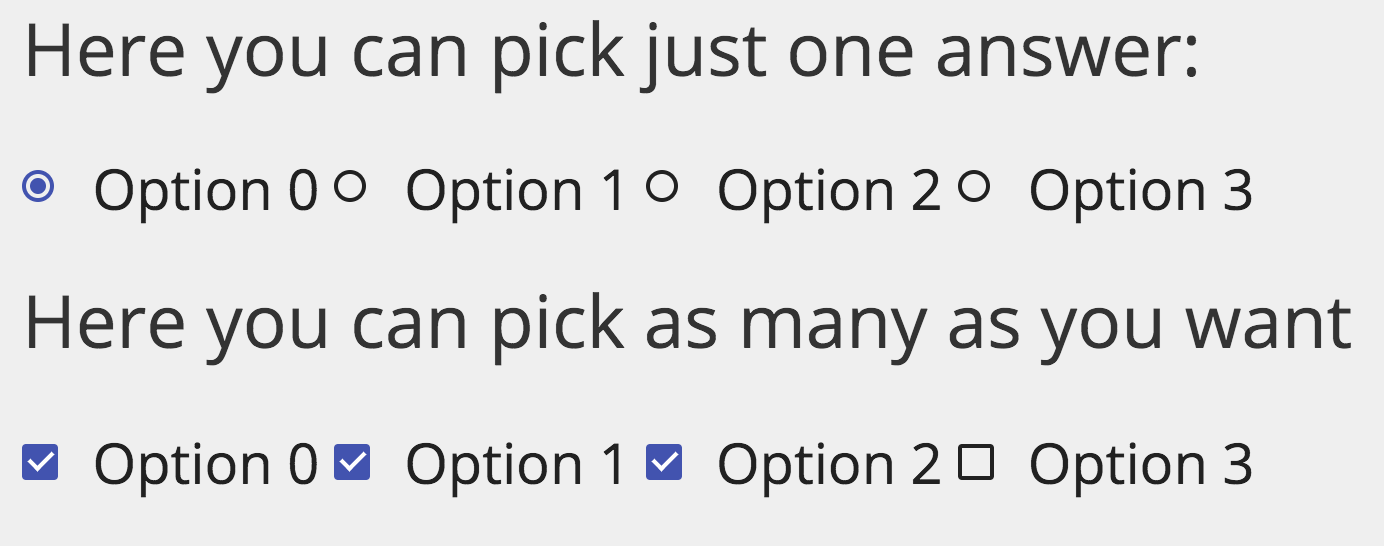 Here you can pick just one answer:
Option 0 Option 1 Option 2 Option 3
Here you can pick as many as you want
Option 0 Option 1 Option 2 Option 3